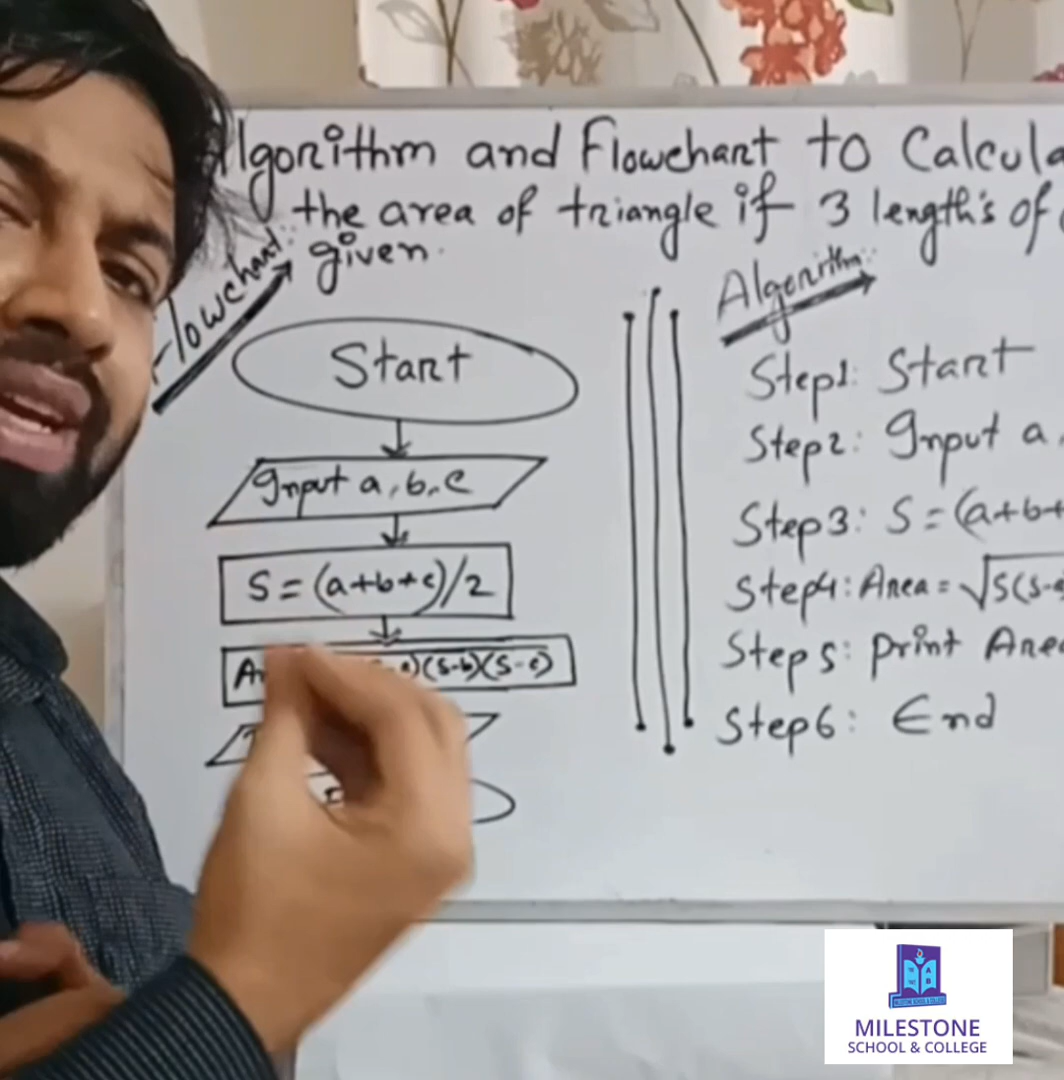 Algorithm and Flowchart to Calcula
the area of triangle if 3 length's of
given.
Flowchart:
Start
Input a, b, c
S = (a+b+c)/2
)(s-b)(s-c)
Algorithm:
Step1: Start
Step2: Input a,
Step3: S = (a+b+
Step4: Area = √S(s-a
Step5: print Area
Step6: End
MILESTONE
SCHOOL & COLLEGE